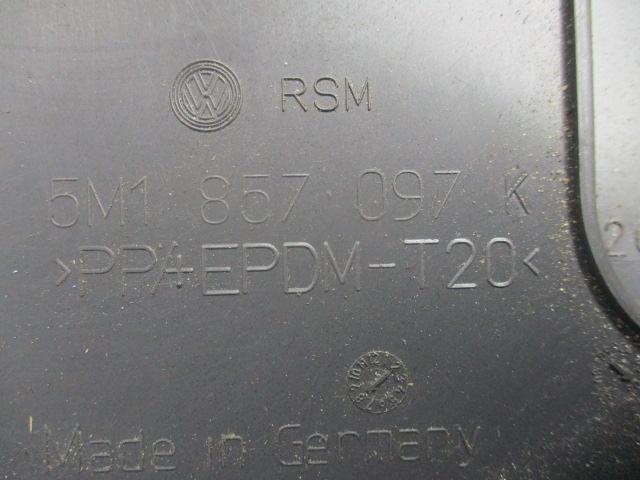 RSM
5M1 857 097 K
>PP/EPDM-T20<
Made in Germany